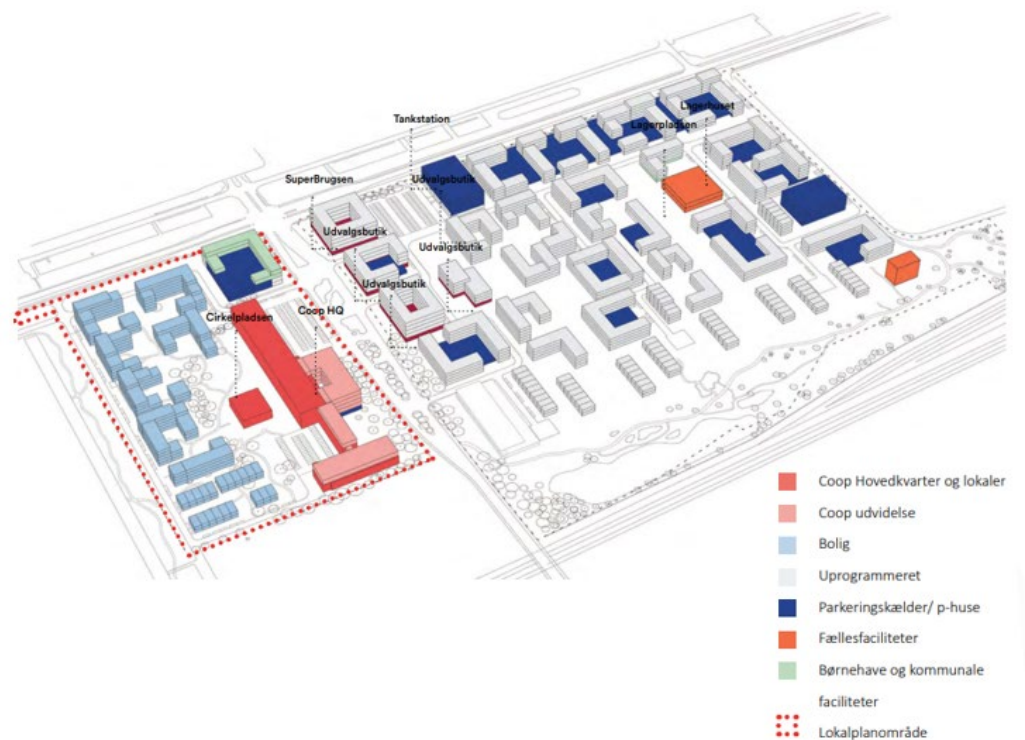 Tankstation
Lagerhuset
Lagerpladsen
SuperBrugsen
Udvalgsbutik
Udvalgsbutik
Udvalgsbutik
Udvalgsbutik
Cirkelpladsen
Coop HQ
Coop Hovedkvarter og lokaler
Coop udvidelse
Bolig
Uprogrammeret
Parkeringskælder/ p-huse
Fællesfaciliteter
Børnehave og kommunale
faciliteter
Lokalplanområde